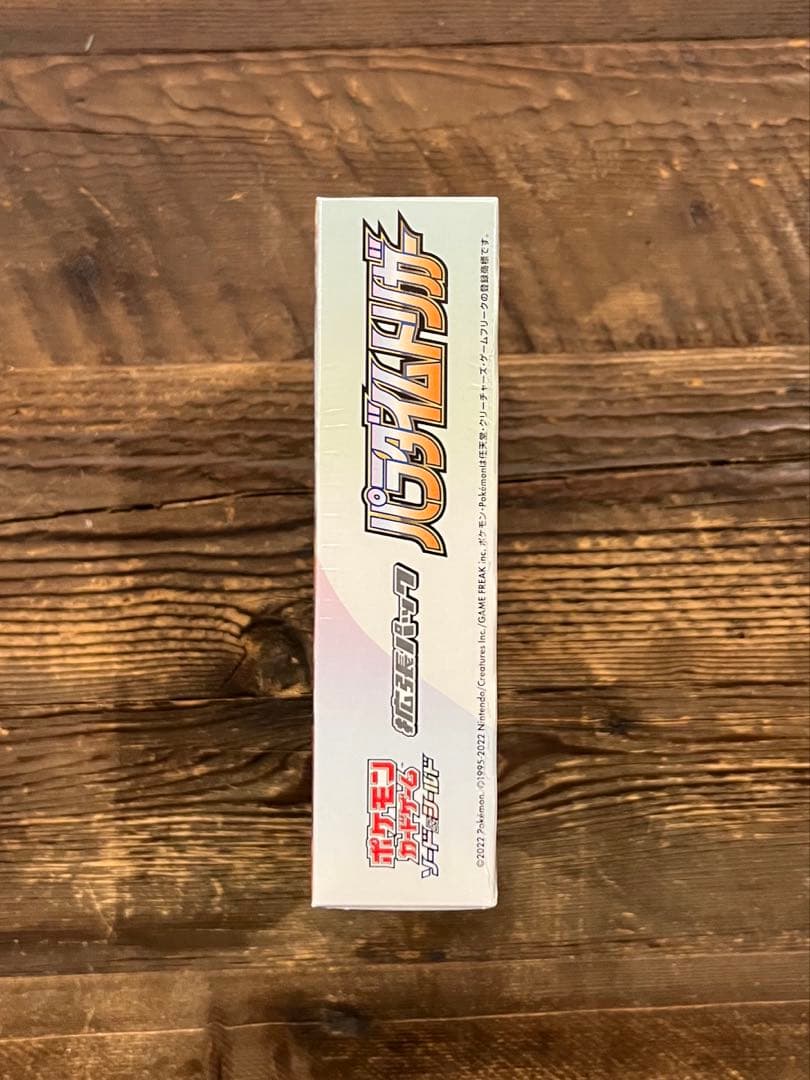 ポケモン
カードゲーム
ソード&シールド
拡張パック
パラダイムトリガー
©2022 Pokémon. ©1995-2022 Nintendo/Creatures Inc./GAME FREAK inc. ポケモン・Pokémonは任天堂・クリーチャーズ・ゲームフリークの登録商標です。